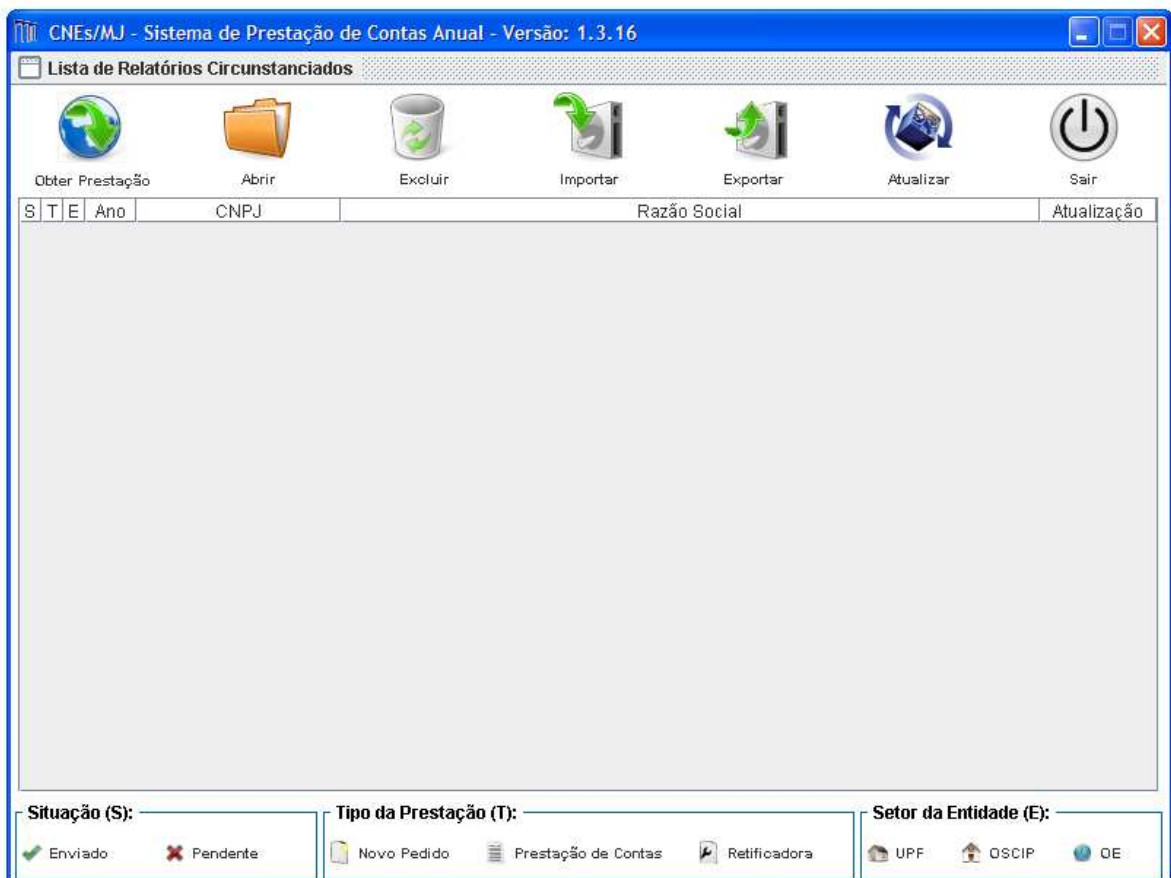 CNEs/MJ - Sistema de Prestação de Contas Anual - Versão: 1.3.16
Lista de Relatórios Circunstanciados
Obter Prestação Abrir Excluir Importar Exportar Atualizar Sair
S T E Ano CNPJ Razão Social Atualização
Situação (S): Tipo da Prestação (T): Setor da Entidade (E):
Enviado Pendente Novo Pedido Prestação de Contas Retificadora UPF OSCIP OE